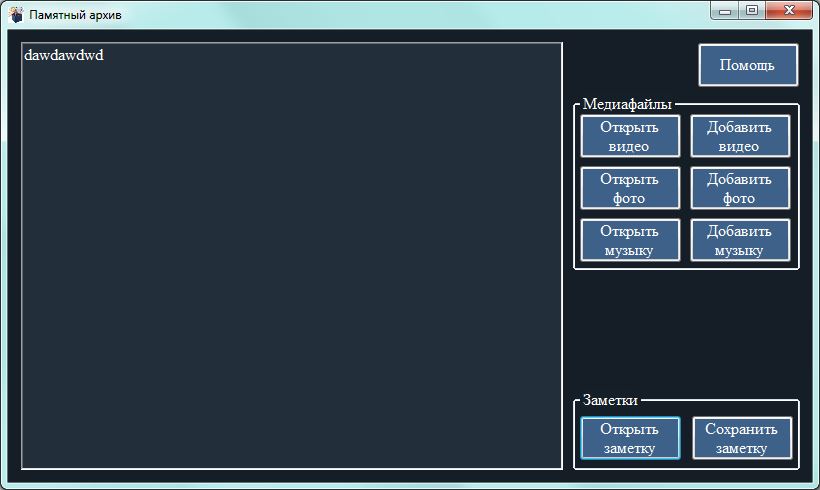 Памятный архив
dawdawdwd
Помощь
Медиафайлы
Открыть
видео
Добавить
видео
Открыть
фото
Добавить
фото
Открыть
музыку
Добавить
музыку
Заметки
Открыть
заметку
Сохранить
заметку